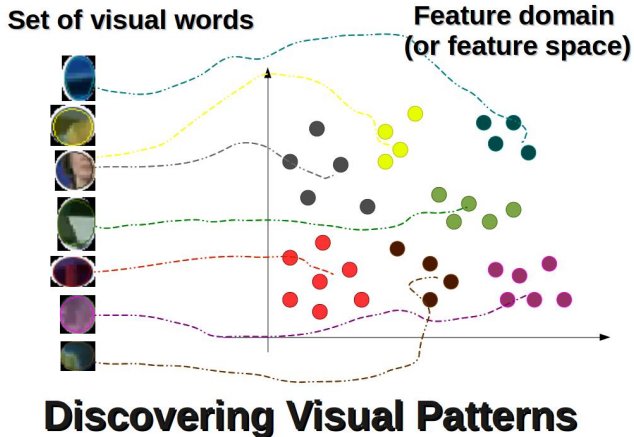 Set of visual words
Feature domain
(or feature space)
Discovering Visual Patterns